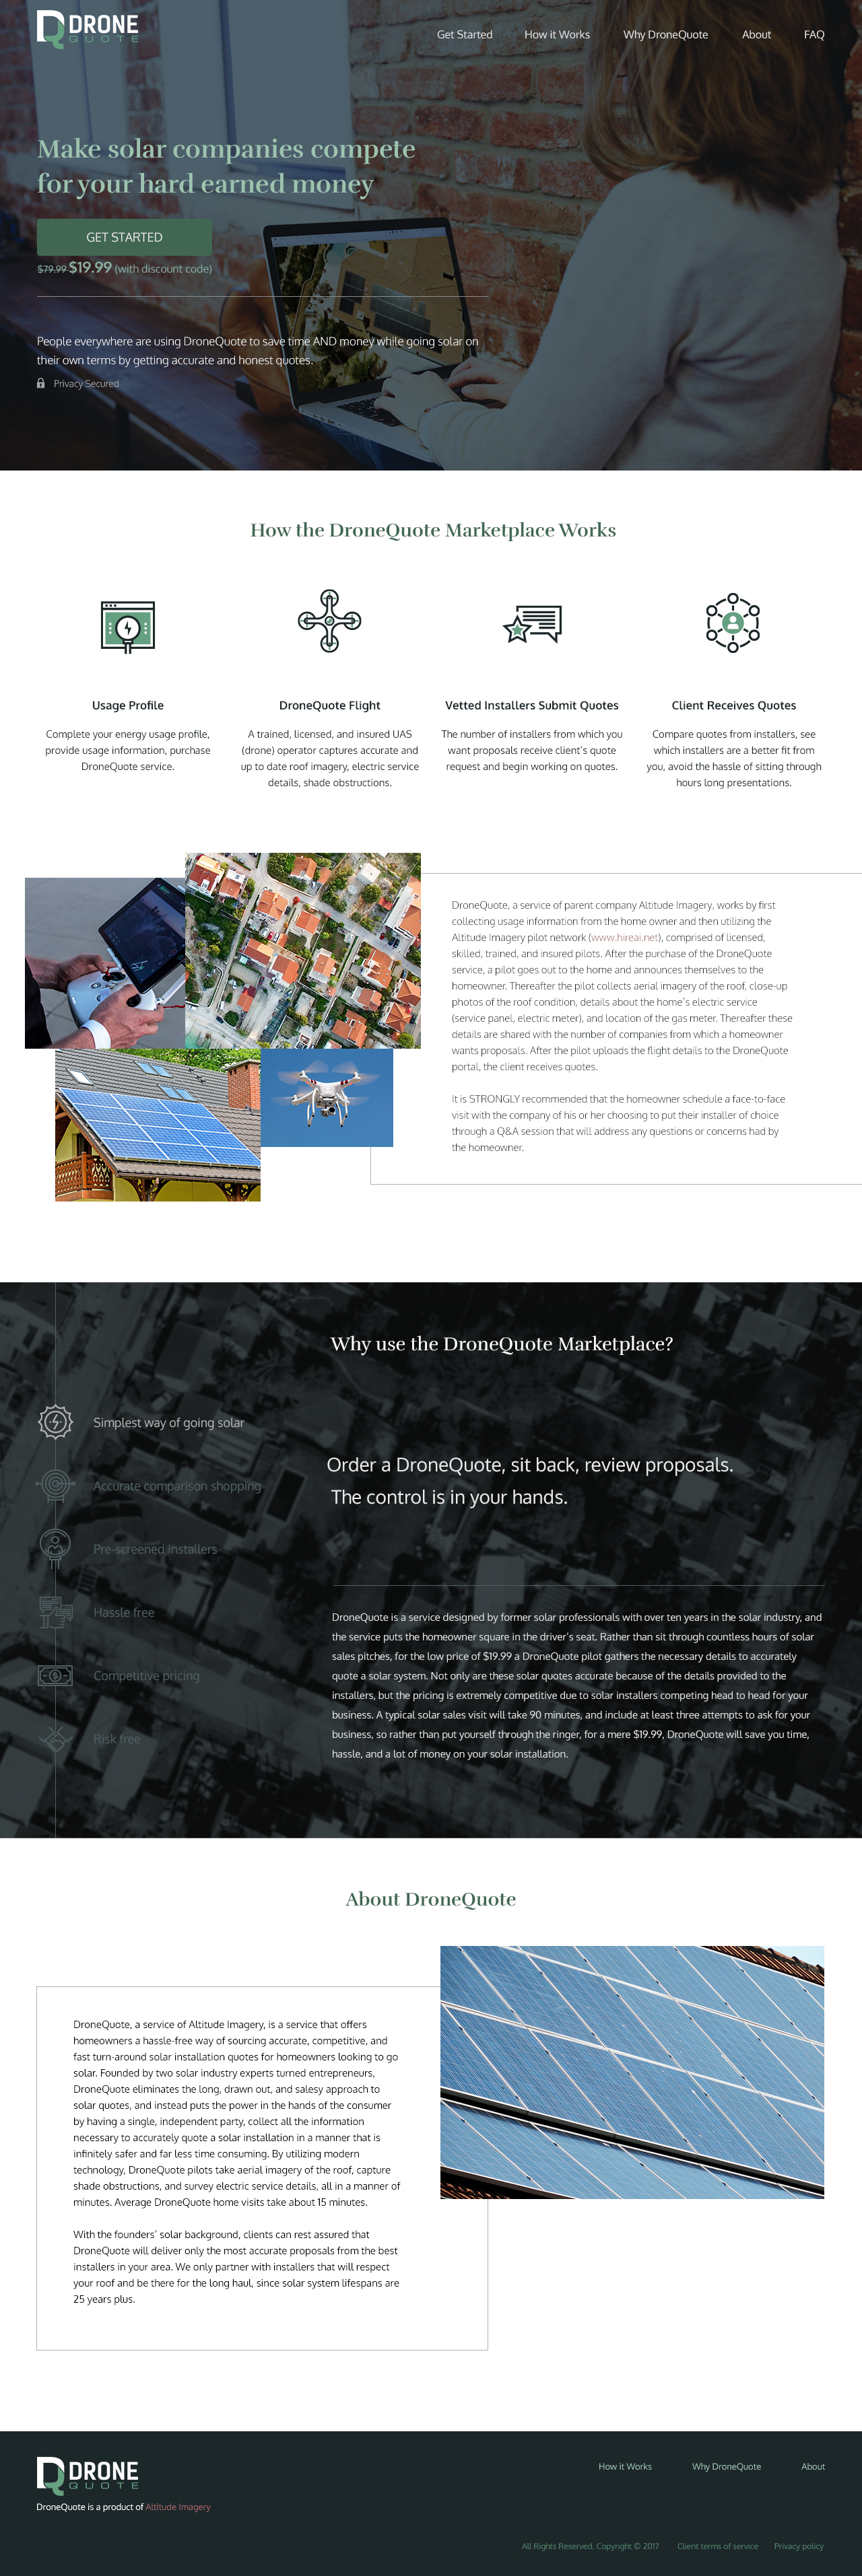 DRONE
QUOTE
Get Started How it Works Why DroneQuote About FAQ
Make solar companies compete
for your hard earned money
GET STARTED
$79.99 $19.99 (with discount code)
People everywhere are using DroneQuote to save time AND money while going solar on
their own terms by getting accurate and honest quotes.
Privacy Secured
How the DroneQuote Marketplace Works
Usage Profile
Complete your energy usage profile,
provide usage information, purchase
DroneQuote service.
DroneQuote Flight
A trained, licensed, and insured UAS
(drone) operator captures accurate and
up to date roof imagery, electric service
details, shade obstructions.
Vetted Installers Submit Quotes
The number of installers from which you
want proposals receive client's quote
request and begin working on quotes.
Client Receives Quotes
Compare quotes from installers, see
which installers are a better fit from
you, avoid the hassle of sitting through
hours long presentations.
DroneQuote, a service of parent company Altitude Imagery, works by first
collecting usage information from the home owner and then utilizing the
Altitude Imagery pilot network (www.hireai.net), comprised of licensed,
skilled, trained, and insured pilots. After the purchase of the DroneQuote
service, a pilot goes out to the home and announces themselves to the
homeowner. Thereafter the pilot collects aerial imagery of the roof, close-up
photos of the roof condition, details about the home's electric service
(service panel, electric meter), and location of the gas meter. Thereafter these
details are shared with the number of companies from which a homeowner
wants proposals. After the pilot uploads the flight details to the DroneQuote
portal, the client receives quotes.
It is STRONGLY recommended that the homeowner schedule a face-to-face
visit with the company of his or her choosing to put their installer of choice
through a Q&A session that will address any questions or concerns had by
the homeowner.
Why use the DroneQuote Marketplace?
Simplest way of going solar
Accurate comparison shopping
Pre-screened installers
Hassle free
Competitive pricing
Risk free
Order a DroneQuote, sit back, review proposals.
The control is in your hands.
DroneQuote is a service designed by former solar professionals with over ten years in the solar industry, and
the service puts the homeowner square in the driver's seat. Rather than sit through countless hours of solar
sales pitches, for the low price of $19.99 a DroneQuote pilot gathers the necessary details to accurately
quote a solar system. Not only are these solar quotes accurate because of the details provided to the
installers, but the pricing is extremely competitive due to solar installers competing head to head for your
business. A typical solar sales visit will take 90 minutes, and include at least three attempts to ask for your
business, so rather than put yourself through the ringer, for a mere $19.99, DroneQuote will save you time,
hassle, and a lot of money on your solar installation.
About DroneQuote
DroneQuote, a service of Altitude Imagery, is a service that offers
homeowners a hassle-free way of sourcing accurate, competitive, and
fast turn-around solar installation quotes for homeowners looking to go
solar. Founded by two solar industry experts turned entrepreneurs,
DroneQuote eliminates the long, drawn out, and salesy approach to
solar quotes, and instead puts the power in the hands of the consumer
by having a single, independent party, collect all the information
necessary to accurately quote a solar installation in a manner that is
infinitely safer and far less time consuming. By utilizing modern
technology, DroneQuote pilots take aerial imagery of the roof, capture
shade obstructions, and survey electric service details, all in a manner of
minutes. Average DroneQuote home visits take about 15 minutes.
With the founders' solar background, clients can rest assured that
DroneQuote will deliver only the most accurate proposals from the best
installers in your area. We only partner with installers that will respect
your roof and be there for the long haul, since solar system lifespans are
25 years plus.
DRONE
QUOTE
How it Works Why DroneQuote About
DroneQuote is a product of Altitude Imagery
All Rights Reserved. Copyright © 2017 Client terms of service Privacy policy